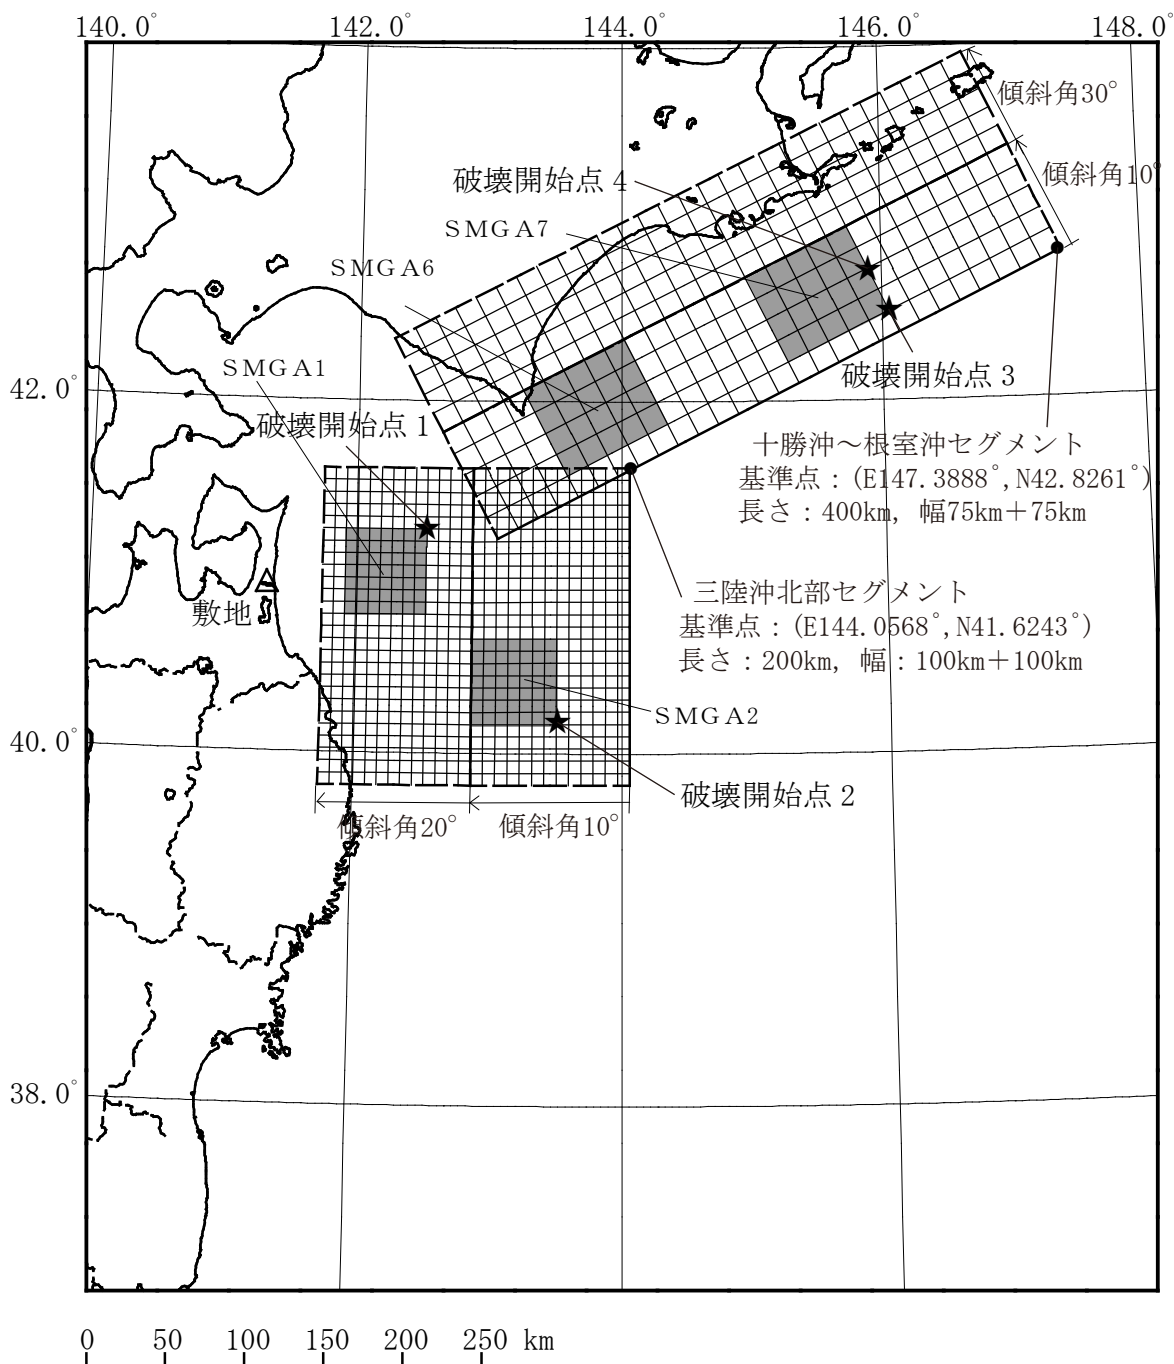 140.0° 142.0° 144.0° 146.0° 148.0°
傾斜角30°
傾斜角10°
破壊開始点4
SMGA7
SMGA6
SMGA1
42.0°
破壊開始点3
破壊開始点1
十勝沖～根室沖セグメント
基準点：(E147.3888°,N42.8261°)
長さ：400km, 幅75km＋75km
敷地
三陸沖北部セグメント
基準点：(E144.0568°,N41.6243°)
長さ：200km, 幅：100km＋100km
SMGA2
40.0°
破壊開始点2
傾斜角20° 傾斜角10°
38.0°
0 50 100 150 200 250 km